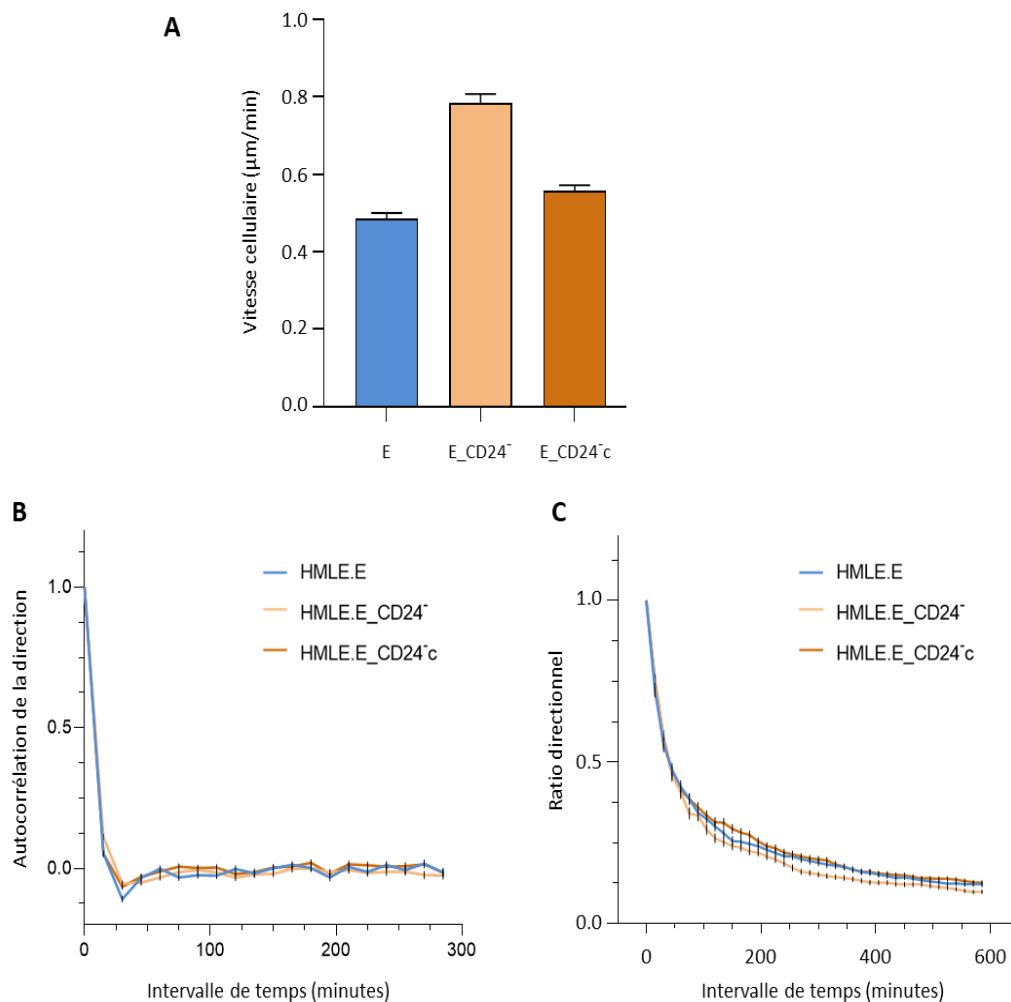 A
Vitesse cellulaire (µm/min)
1.0
0.8
0.6
0.4
0.2
0.0
E
E_CD24⁻
E_CD24⁻c
B
Autocorrélation de la direction
1.0
0.5
0.0
HMLE.E
HMLE.E_CD24⁻
HMLE.E_CD24⁻c
0
100
200
300
Intervalle de temps (minutes)
C
Ratio directionnel
1.0
0.5
0.0
HMLE.E
HMLE.E_CD24⁻
HMLE.E_CD24⁻c
0
200
400
600
Intervalle de temps (minutes)